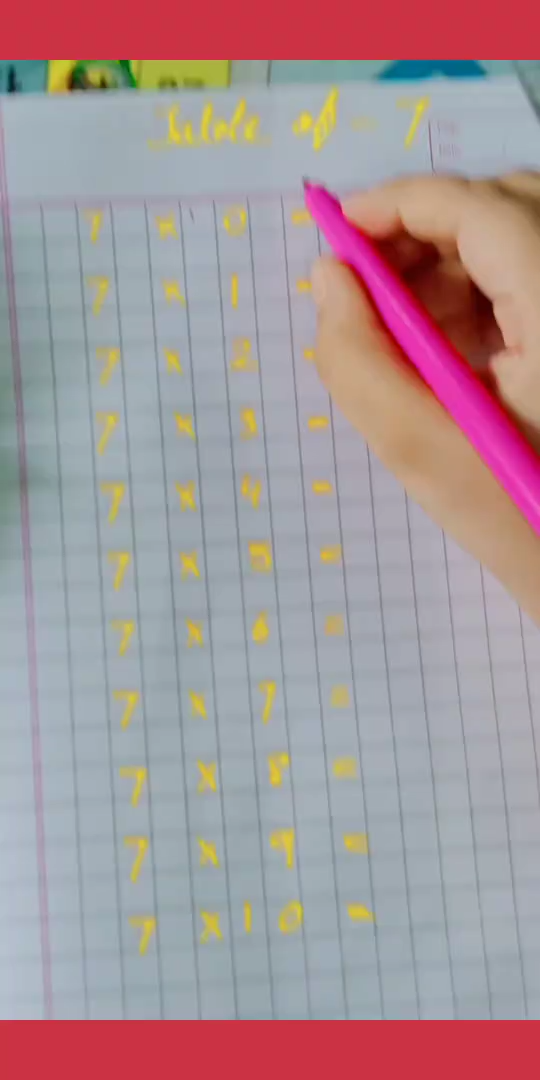 Table of - 7
7 x 0 =
7 x 1 =
7 x 2 =
7 x 3 =
7 x 4 =
7 x 5 =
7 x 6 =
7 x 7 =
7 x 8 =
7 x 9 =
7 x 10 =